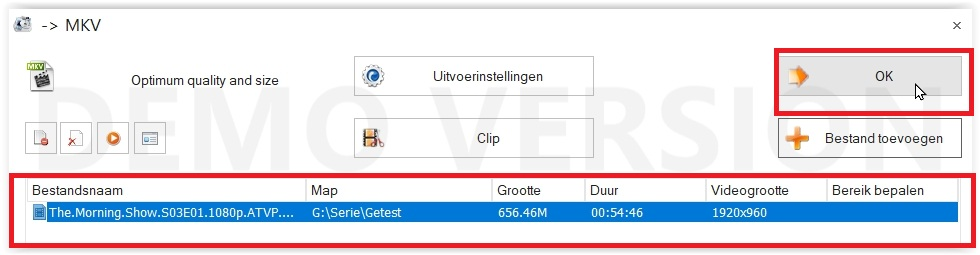 -> MKV
MKV
Optimum quality and size
Uitvoerinstellingen
OK
DEMO VERSION
Clip
Bestand toevoegen
Bestandsnaam Map Grootte Duur Videogrootte Bereik bepalen
The.Morning.Show.S03E01.1080p.ATVP.... G:\Serie\Getest 656.46M 00:54:46 1920x960